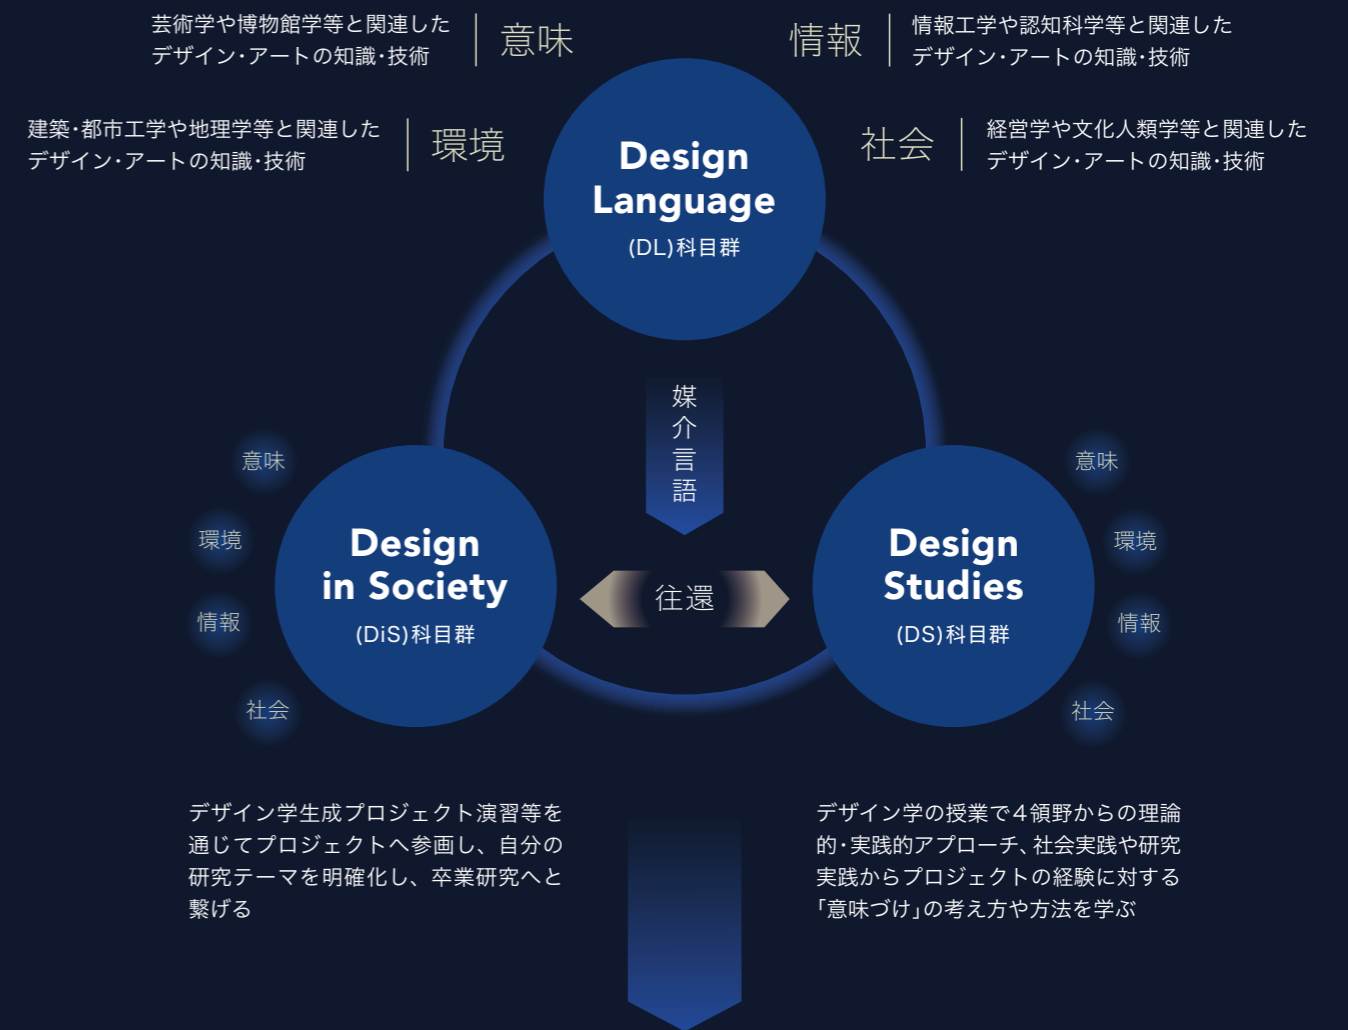 芸術学や博物館学等と関連した
デザイン・アートの知識・技術
意味
情報
情報工学や認知科学等と関連した
デザイン・アートの知識・技術
建築・都市工学や地理学等と関連した
デザイン・アートの知識・技術
環境
社会
経営学や文化人類学等と関連した
デザイン・アートの知識・技術
Design
Language
(DL)科目群
媒介言語
意味
環境
情報
社会
Design
in Society
(DiS)科目群
往還
Design
Studies
(DS)科目群
意味
環境
情報
社会
デザイン学生成プロジェクト演習等を
通じてプロジェクトへ参画し、自分の
研究テーマを明確化し、卒業研究へと
繋げる
デザイン学の授業で4領野からの理論
的・実践的アプローチ、社会実践や研究
実践からプロジェクトの経験に対する
「意味づけ」の考え方や方法を学ぶ